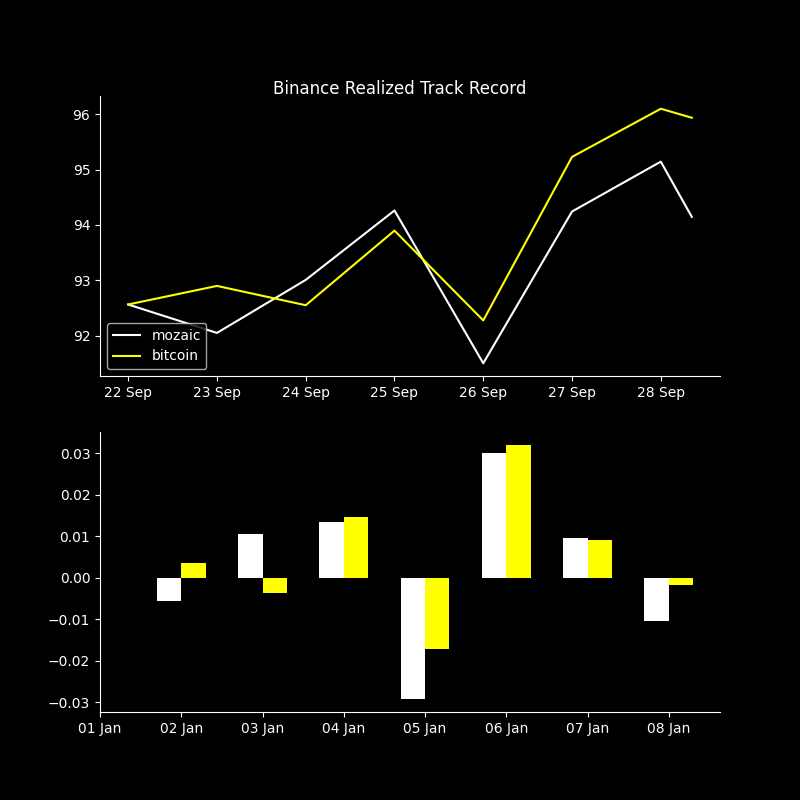 Binance Realized Track Record
96
95
94
93
92
mozaic
bitcoin
22 Sep 23 Sep 24 Sep 25 Sep 26 Sep 27 Sep 28 Sep
0.03
0.02
0.01
0.00
−0.01
−0.02
−0.03
01 Jan 02 Jan 03 Jan 04 Jan 05 Jan 06 Jan 07 Jan 08 Jan